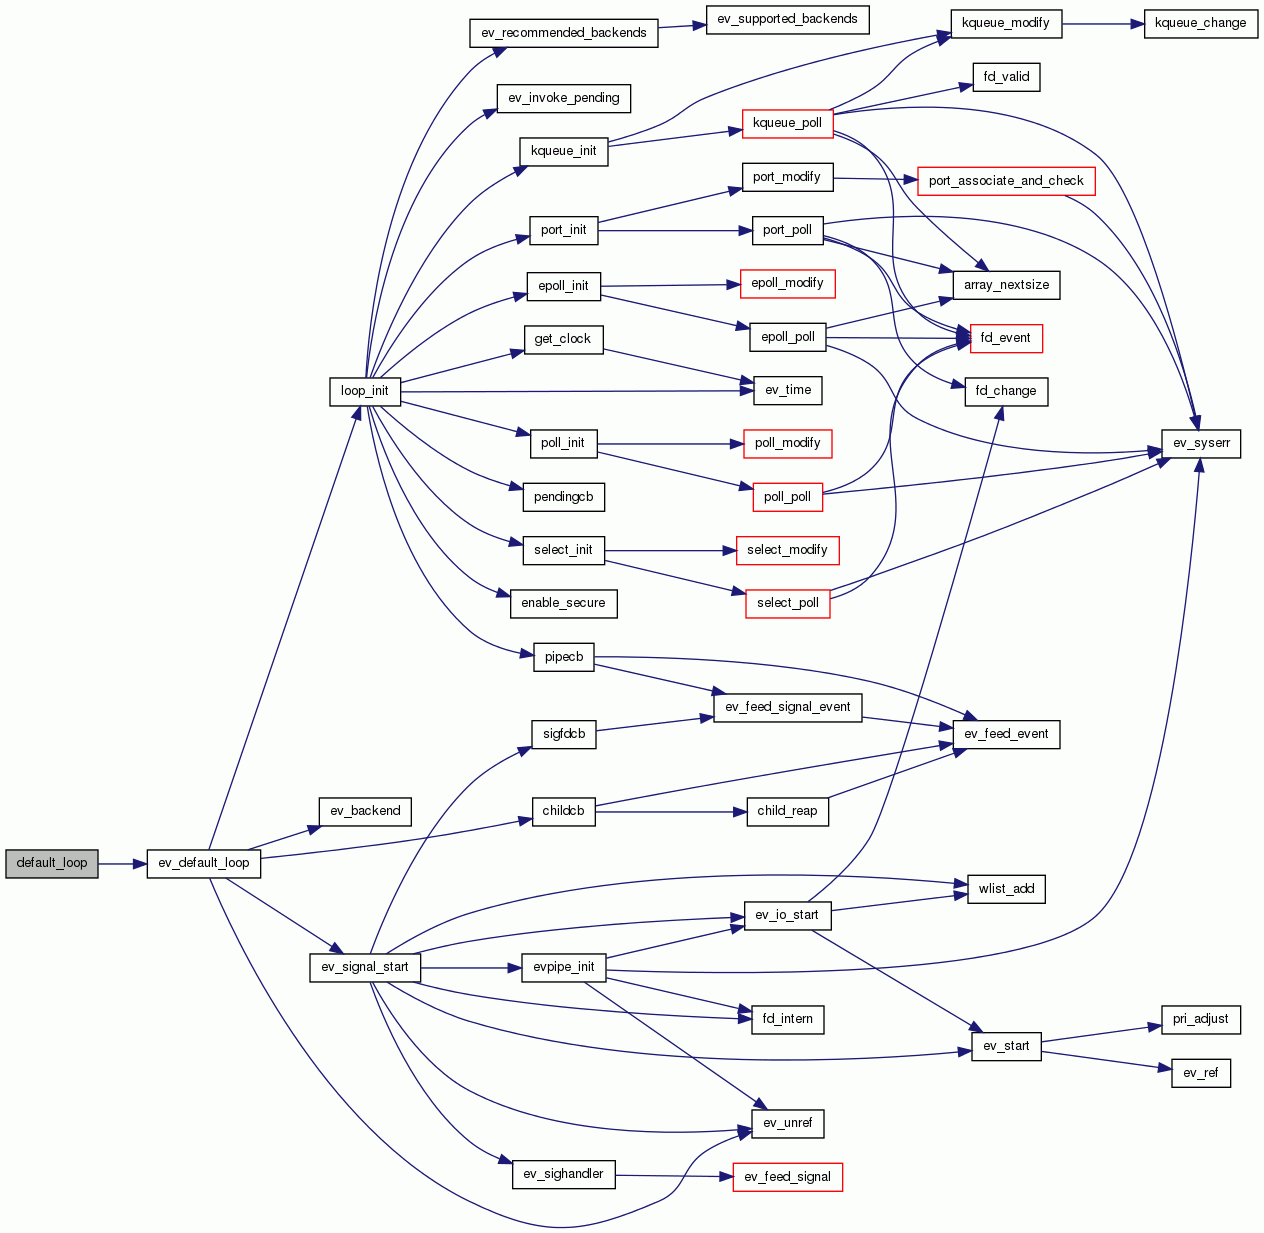 ev_supported_backends
kqueue_modify
kqueue_change
ev_recommended_backends
fd_valid
ev_invoke_pending
kqueue_poll
kqueue_init
port_modify
port_associate_and_check
port_init
port_poll
epoll_init
epoll_modify
array_nextsize
get_clock
epoll_poll
fd_event
loop_init
ev_time
fd_change
poll_init
poll_modify
ev_syserr
pendingcb
poll_poll
select_init
select_modify
enable_secure
select_poll
pipecb
ev_feed_signal_event
sigfdcb
ev_feed_event
ev_backend
childcb
child_reap
default_loop
ev_default_loop
wlist_add
ev_io_start
ev_signal_start
evpipe_init
fd_intern
pri_adjust
ev_start
ev_ref
ev_unref
ev_sighandler
ev_feed_signal